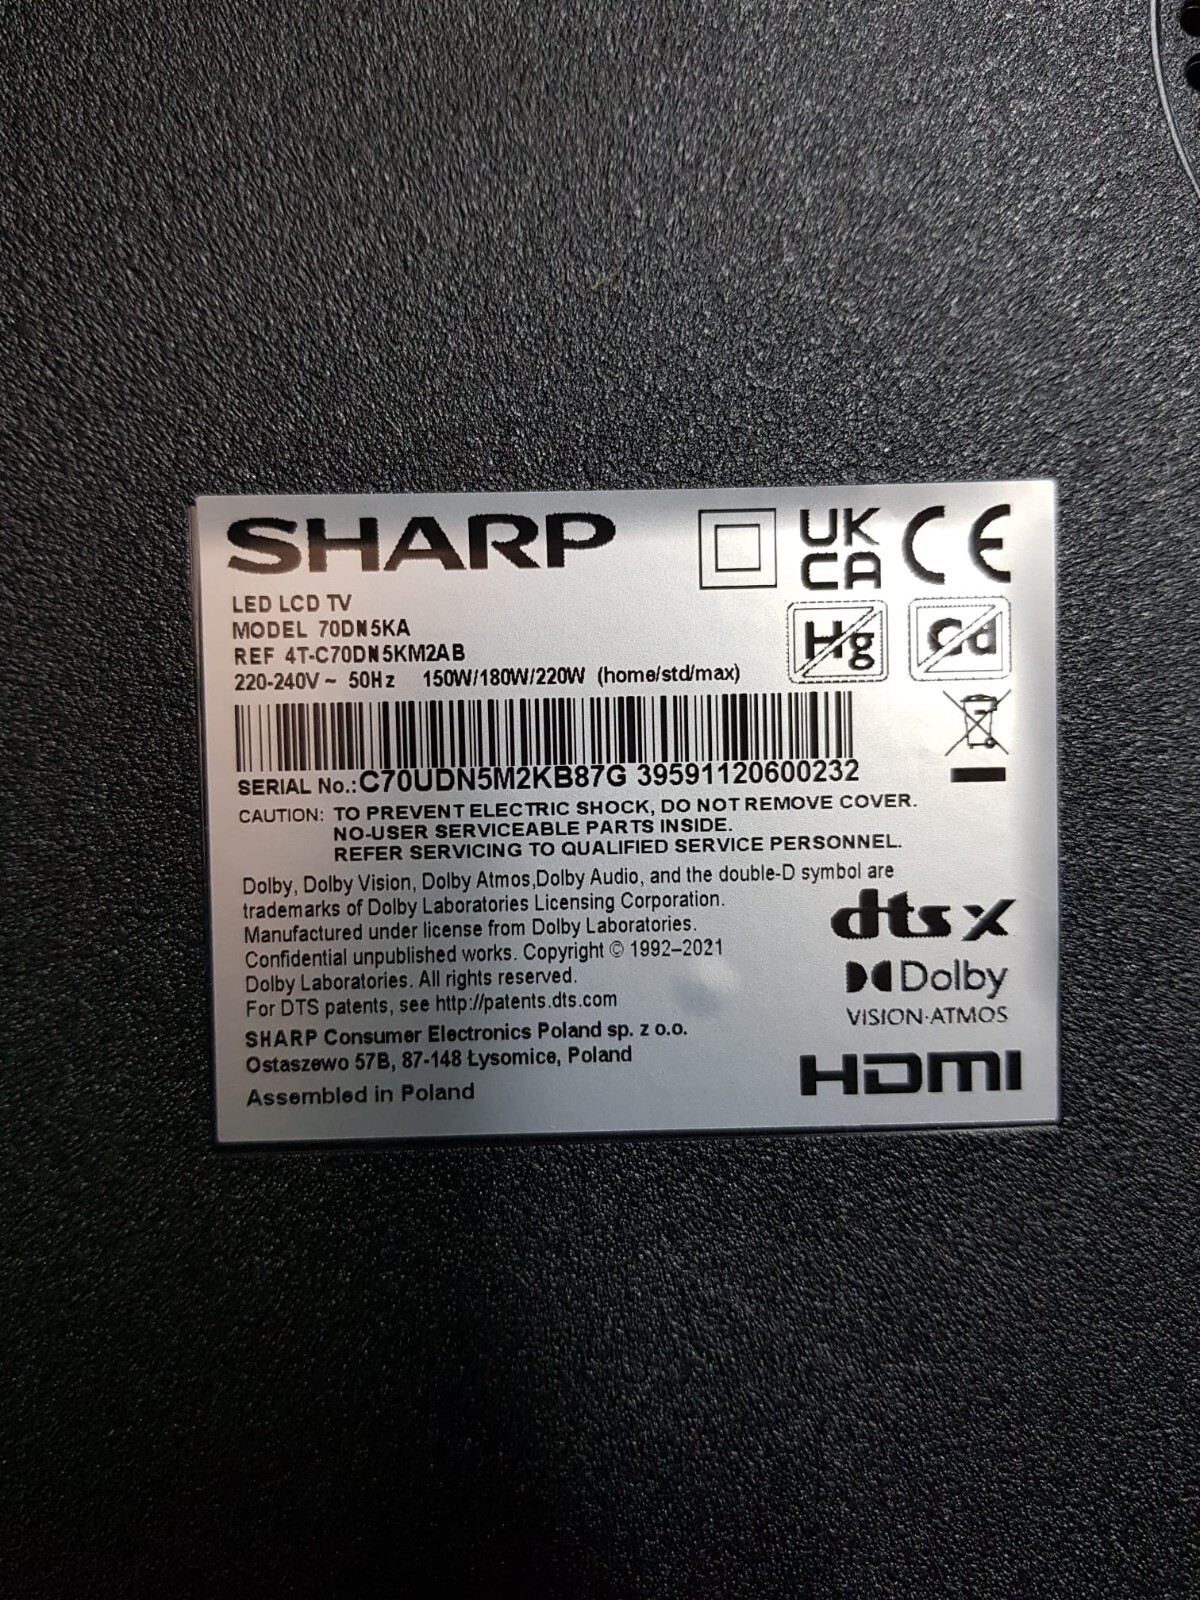 SHARP
UK
CA
CE
LED LCD TV
MODEL 70DN5KA
REF 4T-C70DN5KM2AB
220-240V ~ 50Hz 150W/180W/220W (home/std/max)
Hg
Cd
SERIAL No.:C70UDN5M2KB87G 39591120600232
CAUTION: TO PREVENT ELECTRIC SHOCK, DO NOT REMOVE COVER.
NO-USER SERVICEABLE PARTS INSIDE.
REFER SERVICING TO QUALIFIED SERVICE PERSONNEL.
Dolby, Dolby Vision, Dolby Atmos,Dolby Audio, and the double-D symbol are
trademarks of Dolby Laboratories Licensing Corporation.
Manufactured under license from Dolby Laboratories.
Confidential unpublished works. Copyright © 1992–2021
Dolby Laboratories. All rights reserved.
For DTS patents, see http://patents.dts.com
SHARP Consumer Electronics Poland sp. z o.o.
Ostaszewo 57B, 87-148 Łysomice, Poland
Assembled in Poland
dts X
Dolby
VISION·ATMOS
HDMI